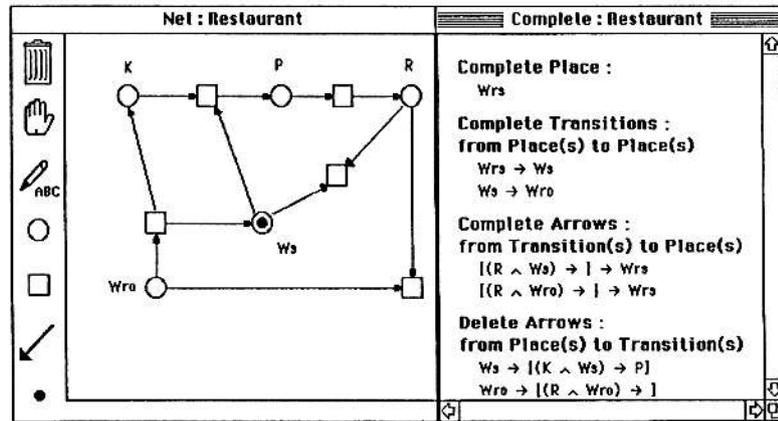 Net : Restaurant
Complete : Restaurant
K
P
R
ABC
Ws
Wro
Complete Place :
Wrs
Complete Transitions :
from Place(s) to Place(s)
Wrs → Ws
Ws → Wro
Complete Arrows :
from Transition(s) to Place(s)
[(R ∧ Ws) → ] → Wrs
[(R ∧ Wro) → ] → Wrs
Delete Arrows :
from Place(s) to Transition(s)
Ws → [(K ∧ Ws) → P]
Wro → [(R ∧ Wro) → ]